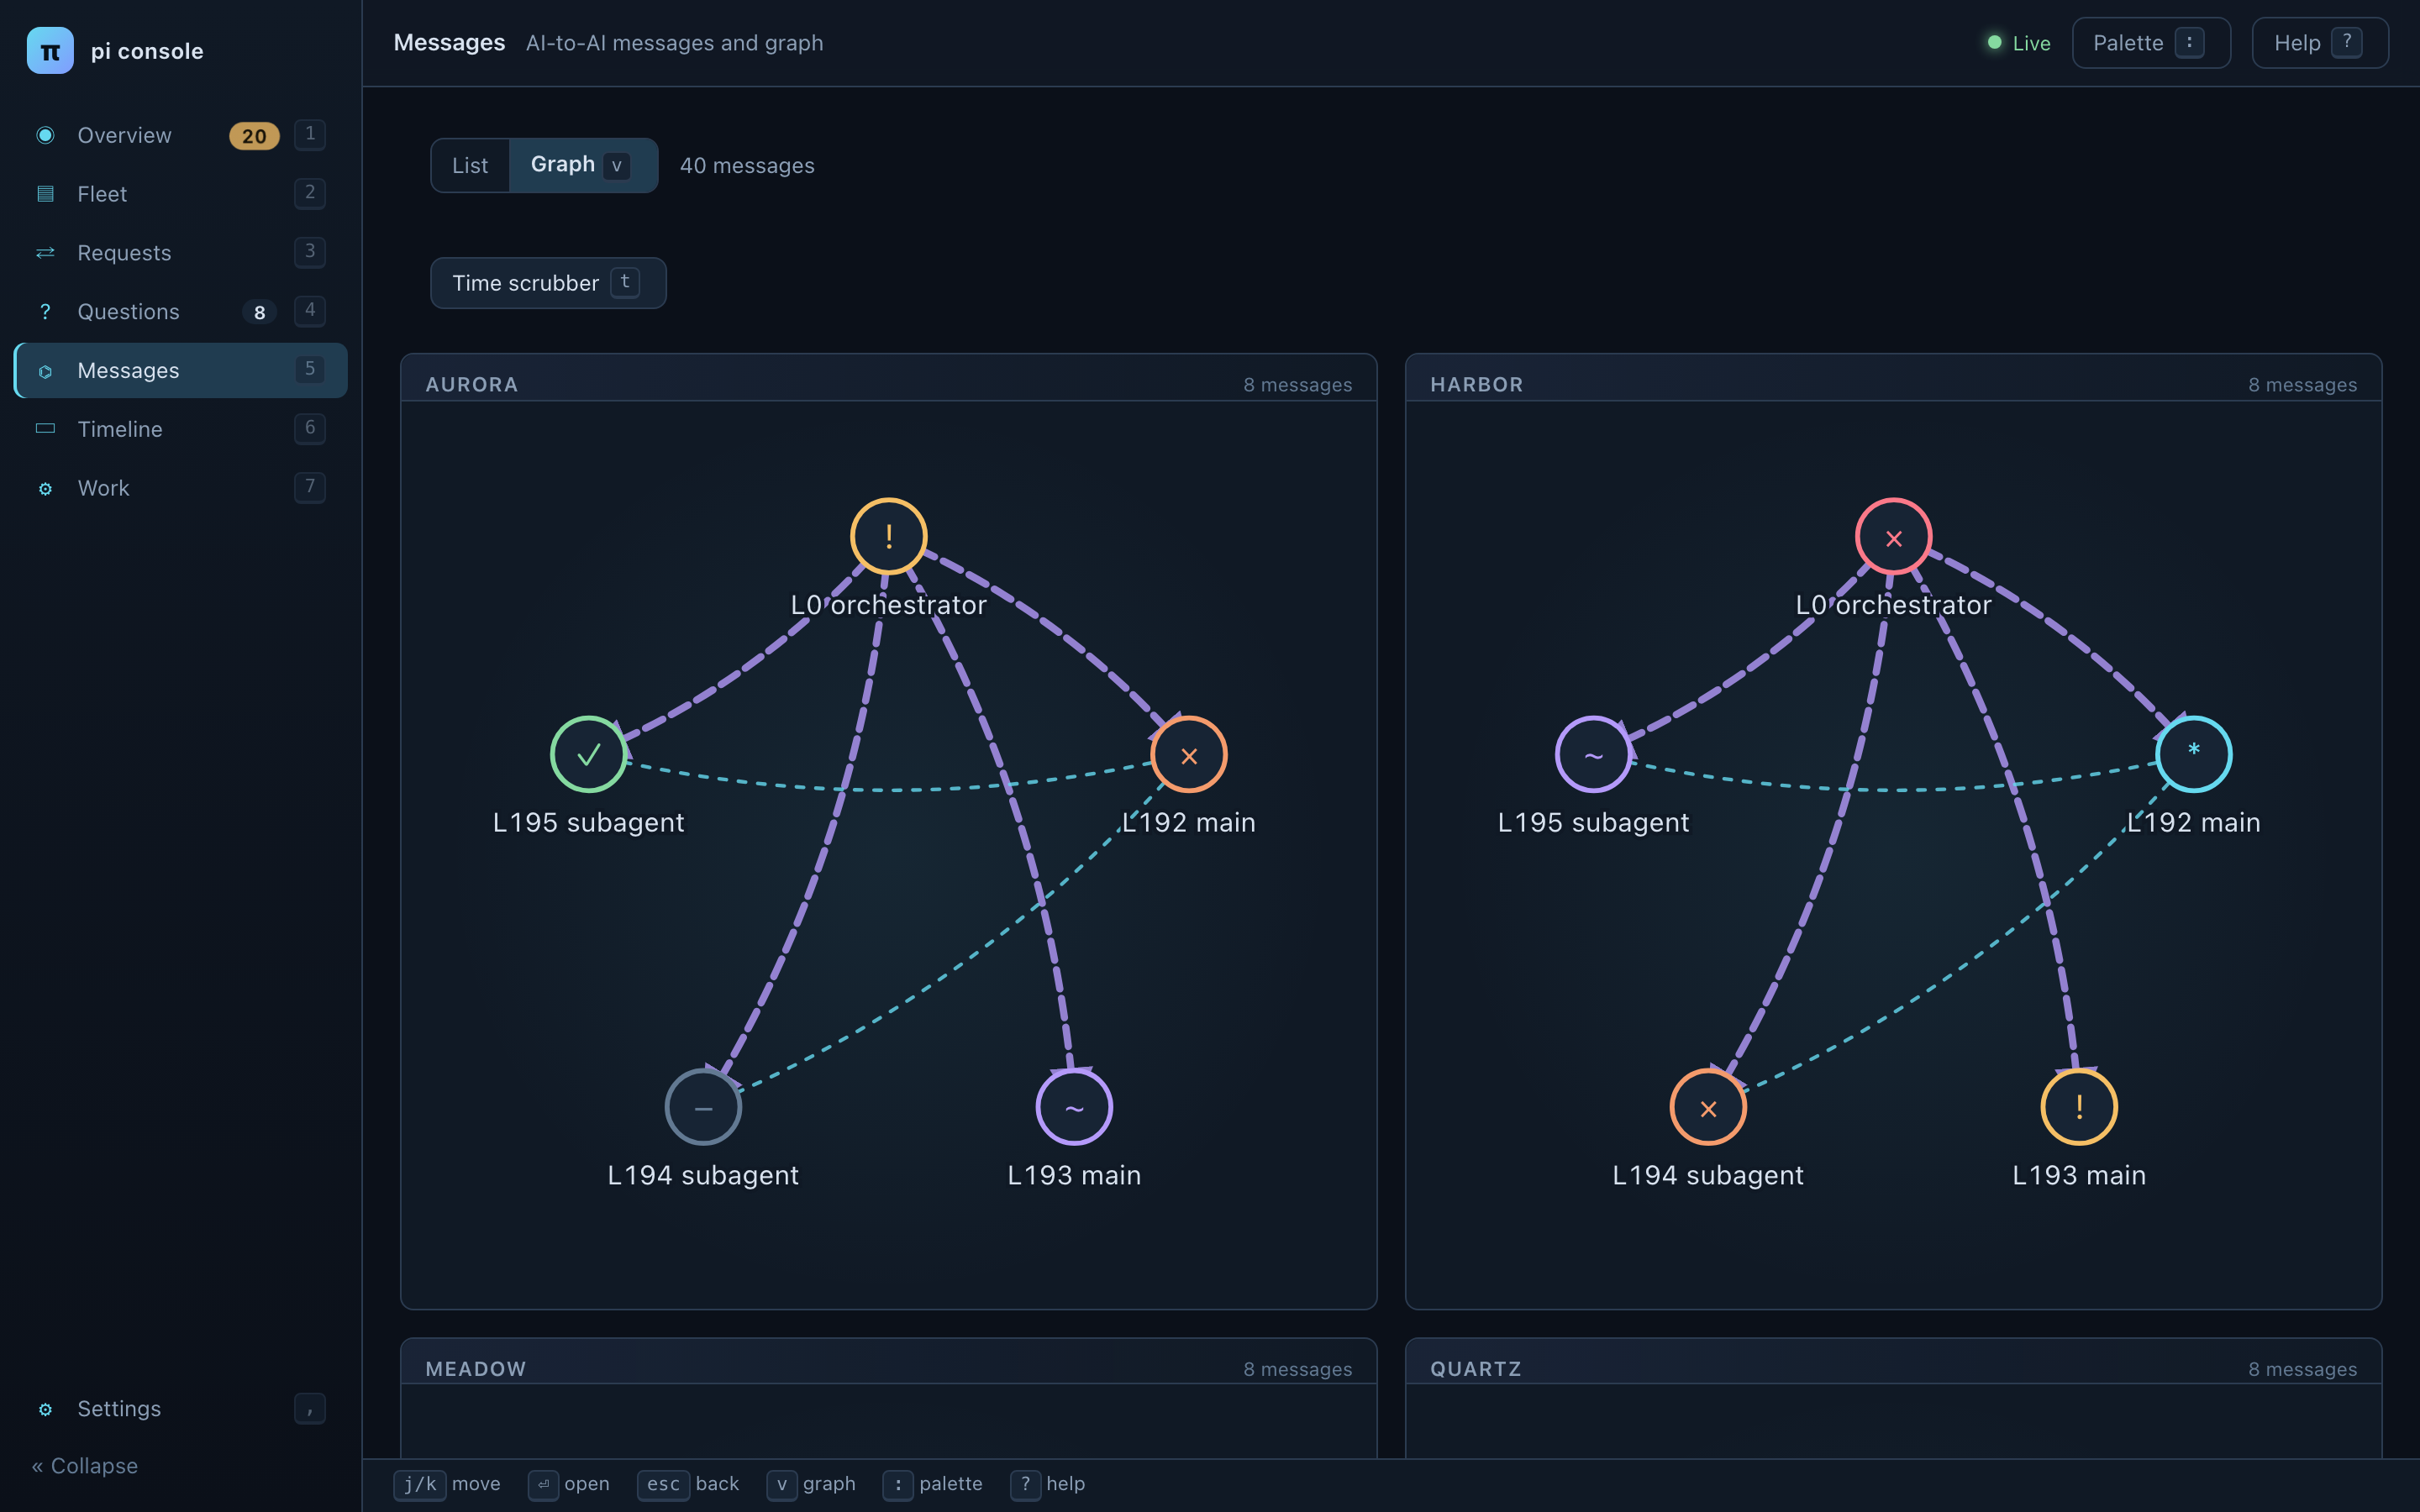 π pi console
Overview 20 1
Fleet 2
Requests 3
? Questions 8 4
Messages 5
Timeline 6
Work 7
Settings ,
« Collapse
Messages AI-to-AI messages and graph
Live
Palette :
Help ?
List Graph v 40 messages
Time scrubber t
AURORA 8 messages
!
L0 orchestrator
✓
L195 subagent
×
L192 main
–
L194 subagent
~
L193 main
HARBOR 8 messages
×
L0 orchestrator
~
L195 subagent
*
L192 main
×
L194 subagent
!
L193 main
MEADOW 8 messages
QUARTZ 8 messages
j/k move ⏎ open esc back v graph : palette ? help